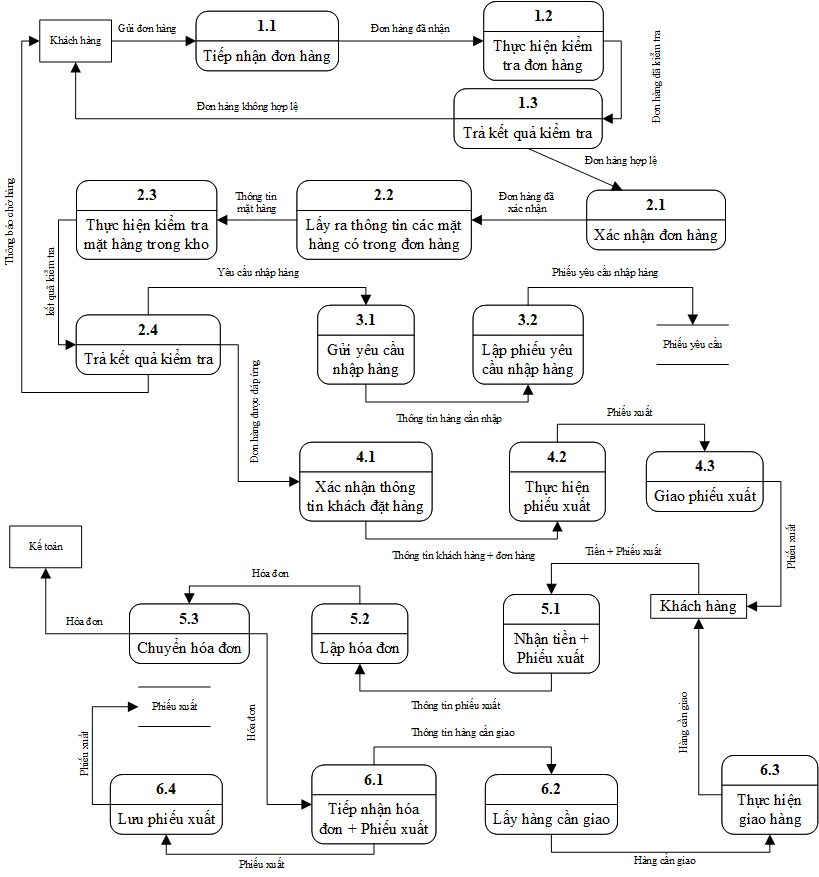 Khách hàng
Gửi đơn hàng
1.1
Tiếp nhận đơn hàng
Đơn hàng đã nhận
1.2
Thực hiện kiểm
tra đơn hàng
Đơn hàng đã kiểm tra
Đơn hàng không hợp lệ
1.3
Trả kết quả kiểm tra
Đơn hàng hợp lệ
Thông báo chờ hàng
2.3
Thực hiện kiểm tra
mặt hàng trong kho
Thông tin
mặt hàng
2.2
Lấy ra thông tin các mặt
hàng có trong đơn hàng
Đơn hàng đã
xác nhận
2.1
Xác nhận đơn hàng
kết quả kiểm tra
Yêu cầu nhập hàng
Phiếu yêu cầu nhập hàng
2.4
Trả kết quả kiểm tra
3.1
Gửi yêu cầu
nhập hàng
3.2
Lập phiếu yêu
cầu nhập hàng
Phiếu yêu cầu
Thông tin hàng cần nhập
Đơn hàng được đáp ứng
Phiếu xuất
4.1
Xác nhận thông
tin khách đặt hàng
4.2
Thực hiện
phiếu xuất
4.3
Giao phiếu xuất
Thông tin khách hàng + đơn hàng
Phiếu xuất
Kế toán
Hóa đơn
Tiền + Phiếu xuất
Hóa đơn
5.3
Chuyển hóa đơn
5.2
Lập hóa đơn
5.1
Nhận tiền +
Phiếu xuất
Khách hàng
Thông tin phiếu xuất
Phiếu xuất
Hóa đơn
Thông tin hàng cần giao
Hàng cần giao
Phiếu xuất
6.4
Lưu phiếu xuất
6.1
Tiếp nhận hóa
đơn + Phiếu xuất
6.2
Lấy hàng cần giao
6.3
Thực hiện
giao hàng
Phiếu xuất
Hàng cần giao